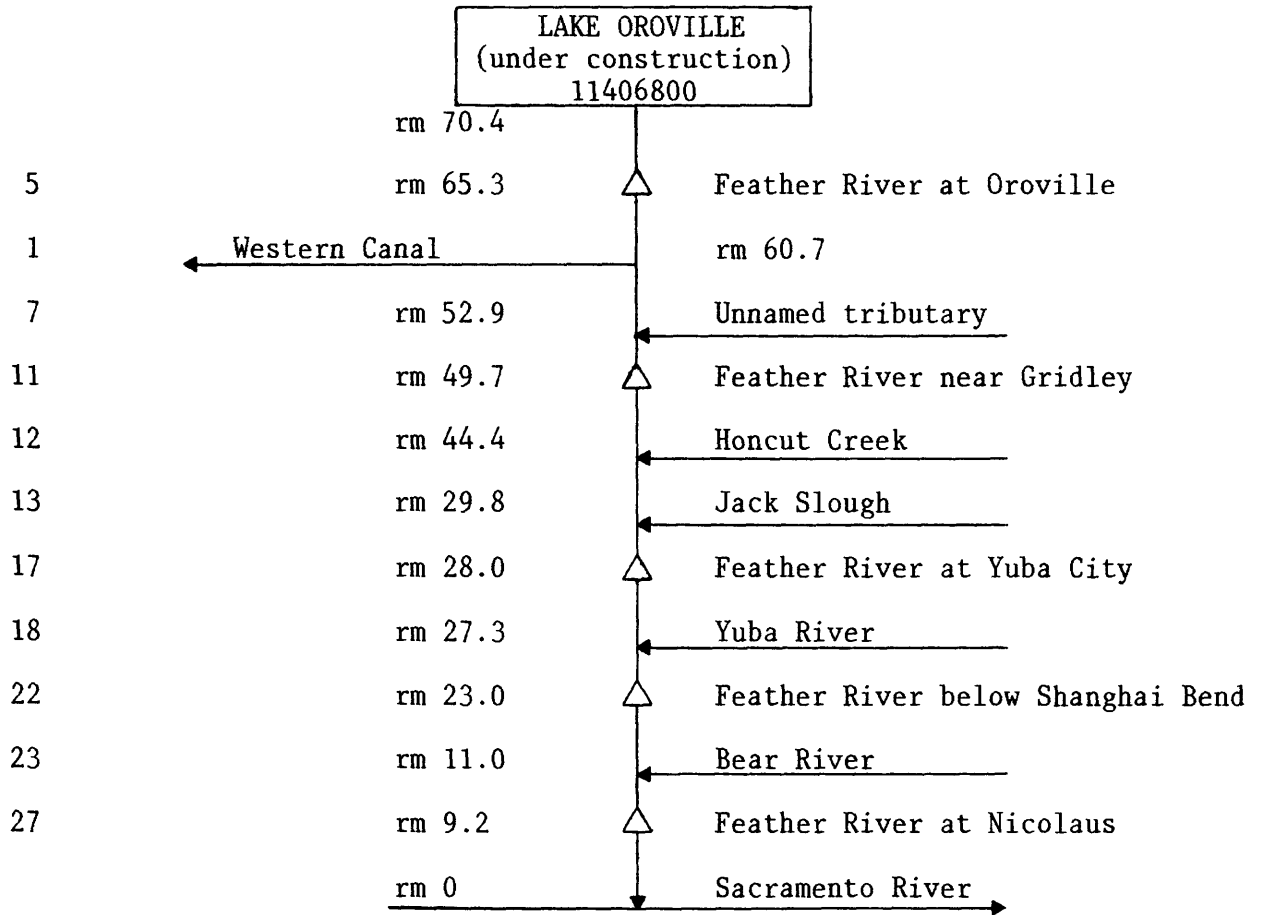 LAKE OROVILLE
(under construction)
11406800
rm 70.4
5 rm 65.3 Feather River at Oroville
1 Western Canal rm 60.7
7 rm 52.9 Unnamed tributary
11 rm 49.7 Feather River near Gridley
12 rm 44.4 Honcut Creek
13 rm 29.8 Jack Slough
17 rm 28.0 Feather River at Yuba City
18 rm 27.3 Yuba River
22 rm 23.0 Feather River below Shanghai Bend
23 rm 11.0 Bear River
27 rm 9.2 Feather River at Nicolaus
rm 0 Sacramento River